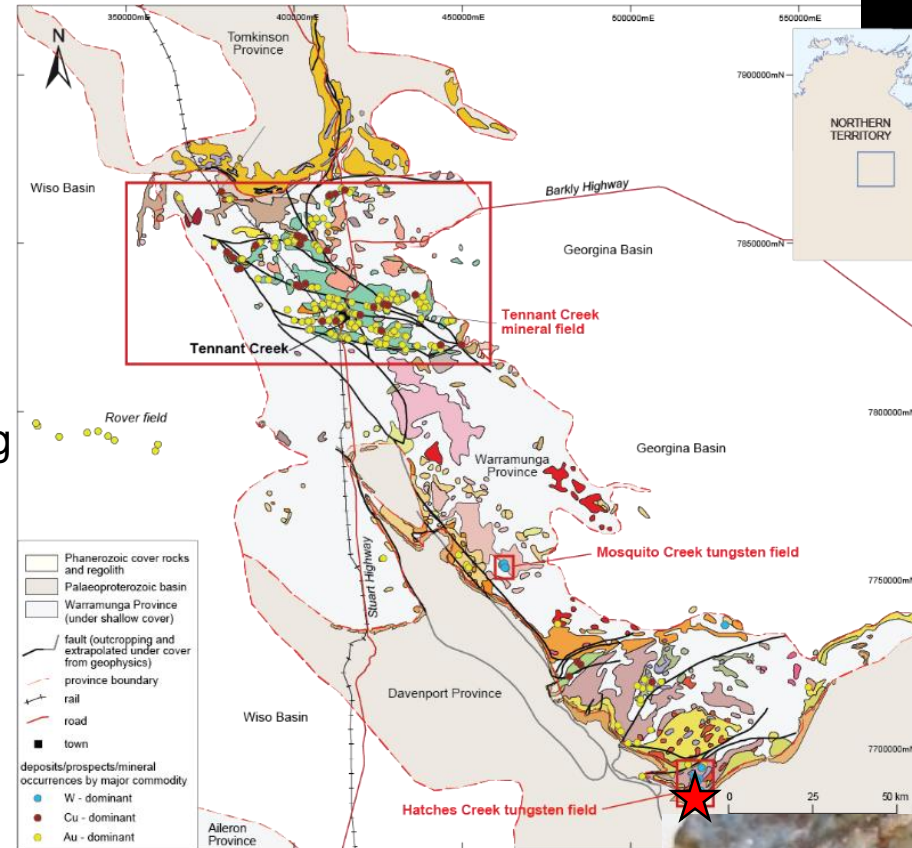 350000mE
400000mE
450000mE
500000mE
550000mE
N
Tomkinson
Province
7900000mN
NORTHERN
TERRITORY
Wiso Basin
Barkly Highway
7850000mN
Georgina Basin
Tennant Creek
mineral field
Tennant Creek
Rover field
7800000mN
g
Georgina Basin
Warramunga
Province
Stuart Highway
Mosquito Creek tungsten field
7750000mN
Phanerozoic cover rocks
and regolith
Palaeoproterozoic basin
Warramunga Province
(under shallow cover)
fault (outcropping and
extrapolated under cover
from geophysics)
province boundary
rail
road
town
deposits/prospects/mineral
occurrences by major commodity
W - dominant
Cu - dominant
Au - dominant
Davenport Province
Wiso Basin
7700000mN
Hatches Creek tungsten field
0 25 50 km
Aileron
Province